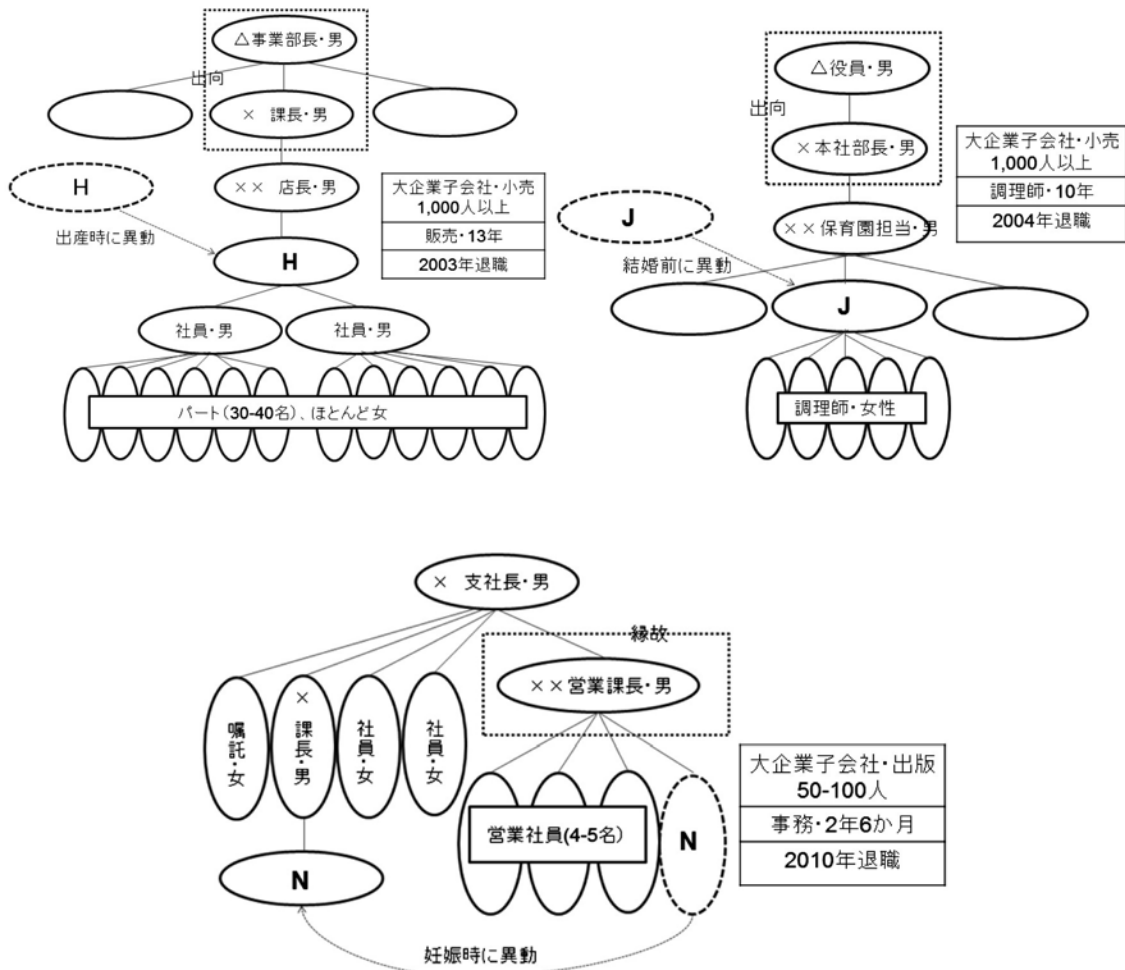 △事業部長・男
出向
× 課長・男
H
×× 店長・男
出産時に異動
H
大企業子会社・小売
1,000人以上
販売・13年
2003年退職
社員・男
社員・男
パート(30-40名)、ほとんど女
△役員・男
出向
×本社部長・男
大企業子会社・小売
1,000人以上
調理師・10年
2004年退職
J
××保育園担当・男
結婚前に異動
J
調理師・女性
× 支社長・男
縁故
××営業課長・男
嘱託・女
× 課長・男
社員・女
社員・女
大企業子会社・出版
50-100人
事務・2年6か月
2010年退職
営業社員(4-5名)
N
N
妊娠時に異動